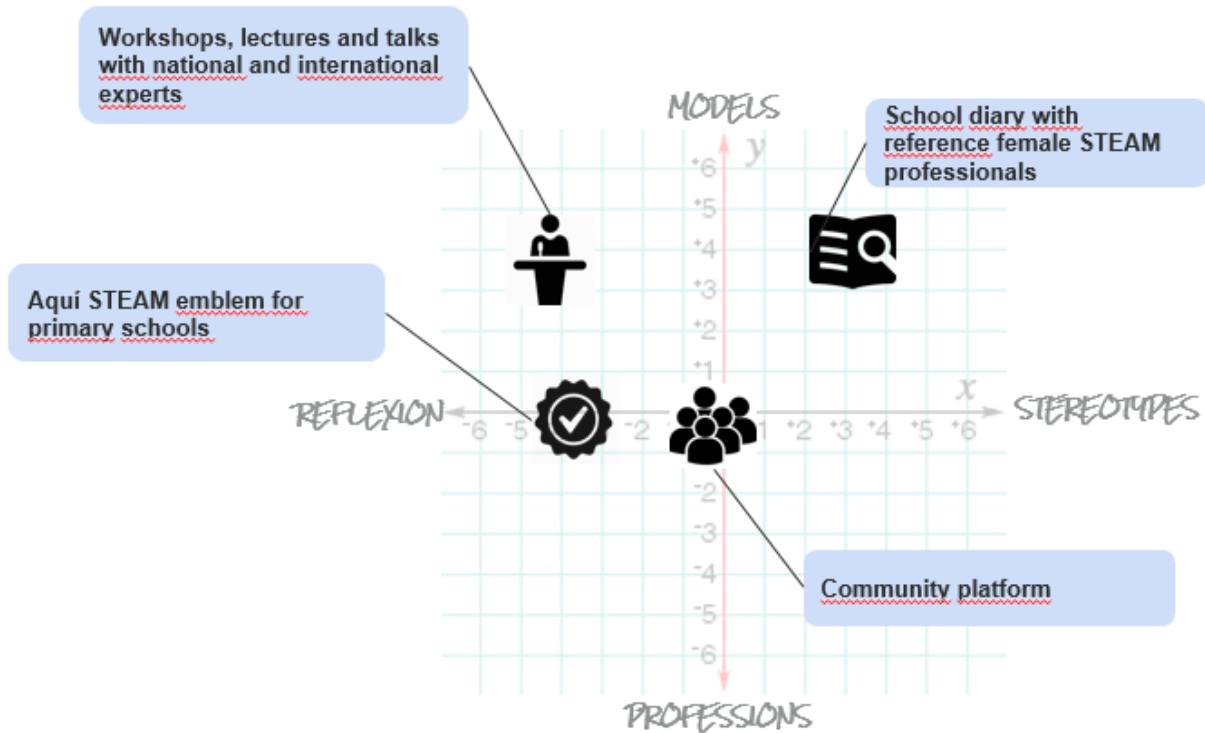 Workshops, lectures and talks
with national and international
experts
MODELS
School diary with
reference female STEAM
professionals
y
+6
+5
+4
+3
+2
+1
Aquí STEAM emblem for
primary schools
REFLEXION
x
STEREOTYPES
-6 -5 -2 1 +2 +3 +4 +5 +6
-2
-3
-4
-5
-6
Community platform
PROFESSIONS